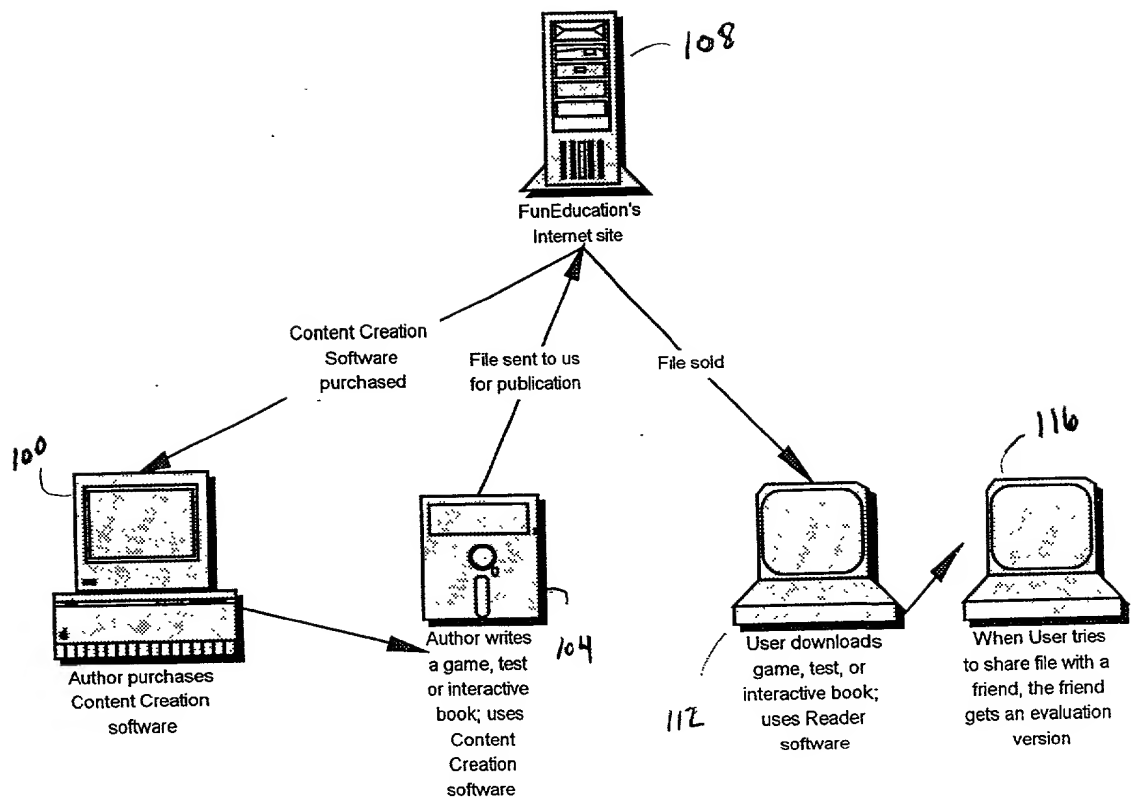 108
FunEducation's
Internet site
Content Creation
Software
purchased
File sent to us
for publication
File sold
100
116
Author purchases
Content Creation
software
Author writes
a game, test
or interactive
book; uses
Content
Creation
software
104
112
User downloads
game, test, or
interactive book;
uses Reader
software
When User tries
to share file with a
friend, the friend
gets an evaluation
version